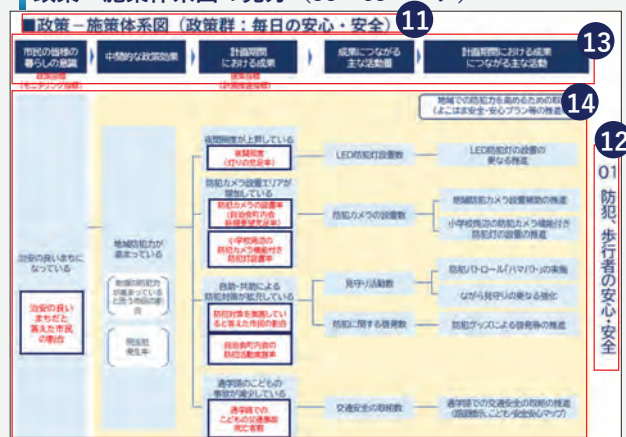 ■政策－施策体系図（政策群：毎日の安心・安全）
11
13
市民の皆様の
暮らしの意識
中間的な政策効果
計画期間
における成果
成果につながる
主な活動量
計画期間における成果
につながる主な活動
政策指標
（モニタリング指標）
施策指標
14
地域での防犯力を高めるための取組
（よこはま安全・安心プラン等の推進）
12
01 防犯、歩行者の安心・安全
夜間照度が上昇している
夜間照度
（灯りの充足率）
LED防犯灯設置数
LED防犯灯の設置の
更なる推進
防犯カメラ設置エリアが
増加している
防犯カメラの設置率
（自治会町内会
新規要望充足率）
防犯カメラの設置数
地域防犯カメラ設置補助の推進
小学校周辺の
防犯カメラ機能付き
防犯灯設置率
小学校周辺の防犯カメラ機能付き
防犯灯の設置の推進
治安の良いまちに
なっている
治安の良い
まちだと
答えた市民
の割合
地域防犯力が
高まっている
地域の防犯力
が高まっている
と思う市民の割
合
発生率
自助・共助による
防犯対策が拡充している
防犯対策を実施してい
ると答えた市民の割合
自治会町内会の
防犯活動実施率
見守り活動数
防犯パトロール「ハマパト」の実施
ながら見守りの更なる強化
防犯に関する啓発数
防犯グッズによる啓発等の推進
通学路のこどもの
事故が減少している
通学路での
こどもの交通事故
死亡者数
交通安全の取組数
通学路での交通安全の取組の推進
（路面標示、こども・安全安心マップ）